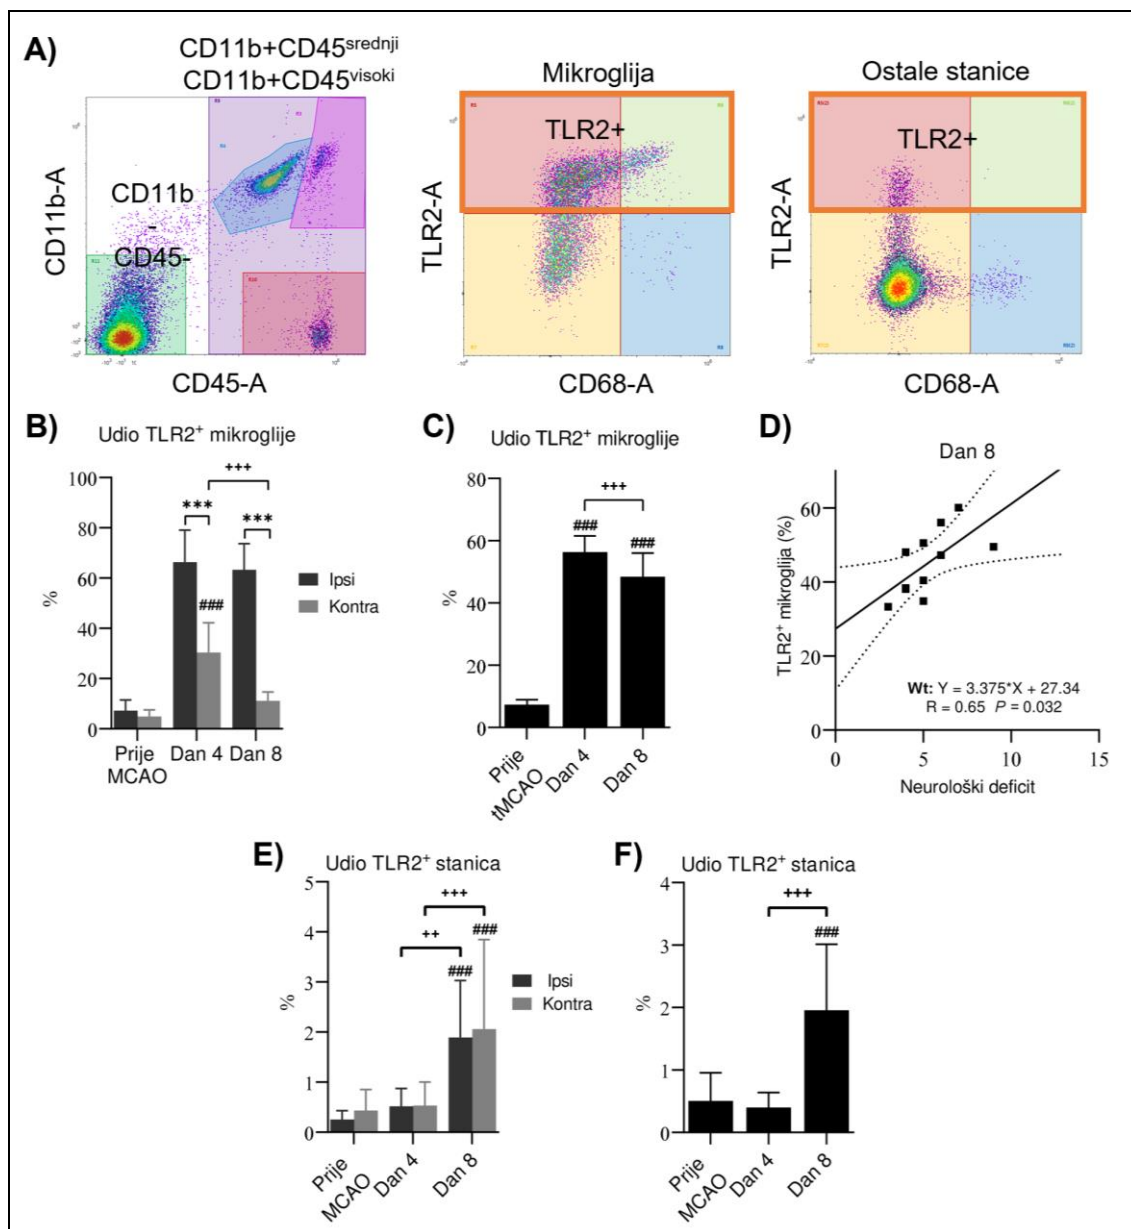 A)
CD11b+CD45srednji
CD11b+CD45visoki
CD11b
-
CD45-
CD11b-A
CD45-A
Mikroglija
TLR2+
TLR2-A
CD68-A
Ostale stanice
TLR2+
TLR2-A
CD68-A
B)
Udio TLR2⁺ mikroglije
%
100
80
60
40
20
0
***
###
***
+++
Prije
MCAO
Dan 4
Dan 8
Ipsi
Kontra
C)
Udio TLR2⁺ mikroglije
%
80
60
40
20
0
+++
###
###
Prije
tMCAO
Dan 4
Dan 8
D)
Dan 8
TLR2⁺ mikroglija (%)
60
40
20
0
Wt: Y = 3.375*X + 27.34
R = 0.65 P = 0.032
0
5
10
15
Neurološki deficit
E)
Udio TLR2⁺ stanica
%
5
4
3
2
1
0
+++
++
###
###
Prije
MCAO
Dan 4
Dan 8
Ipsi
Kontra
F)
Udio TLR2⁺ stanica
%
4
3
2
1
0
+++
###
Prije
MCAO
Dan 4
Dan 8